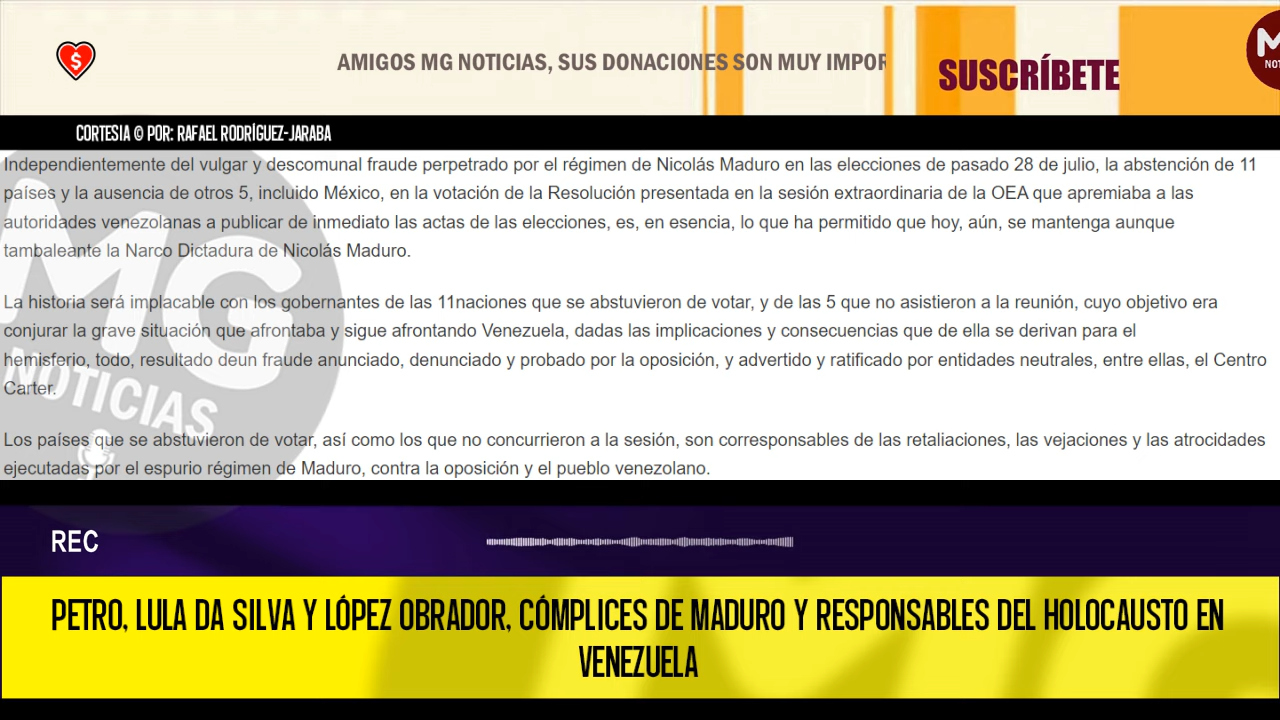 AMIGOS MG NOTICIAS, SUS DONACIONES SON MUY IMPOR
SUSCRÍBETE
M
NOT
CORTESIA © POR: RAFAEL RODRÍGUEZ-JARABA
Independientemente del vulgar y descomunal fraude perpetrado por el régimen de Nicolás Maduro en las elecciones de pasado 28 de julio, la abstención de 11
países y la ausencia de otros 5, incluido México, en la votación de la Resolución presentada en la sesión extraordinaria de la OEA que apremiaba a las
autoridades venezolanas a publicar de inmediato las actas de las elecciones, es, en esencia, lo que ha permitido que hoy, aún, se mantenga aunque
tambaleante la Narco Dictadura de Nicolás Maduro.
La historia será implacable con los gobernantes de las 11naciones que se abstuvieron de votar, y de las 5 que no asistieron a la reunión, cuyo objetivo era
conjurar la grave situación que afrontaba y sigue afrontando Venezuela, dadas las implicaciones y consecuencias que de ella se derivan para el
hemisferio, todo, resultado deun fraude anunciado, denunciado y probado por la oposición, y advertido y ratificado por entidades neutrales, entre ellas, el Centro
Carter.
Los países que se abstuvieron de votar, así como los que no concurrieron a la sesión, son corresponsables de las retaliaciones, las vejaciones y las atrocidades
ejecutadas por el espurio régimen de Maduro, contra la oposición y el pueblo venezolano.
MG
NOTICIAS
REC
PETRO, LULA DA SILVA Y LÓPEZ OBRADOR, CÓMPLICES DE MADURO Y RESPONSABLES DEL HOLOCAUSTO EN
VENEZUELA